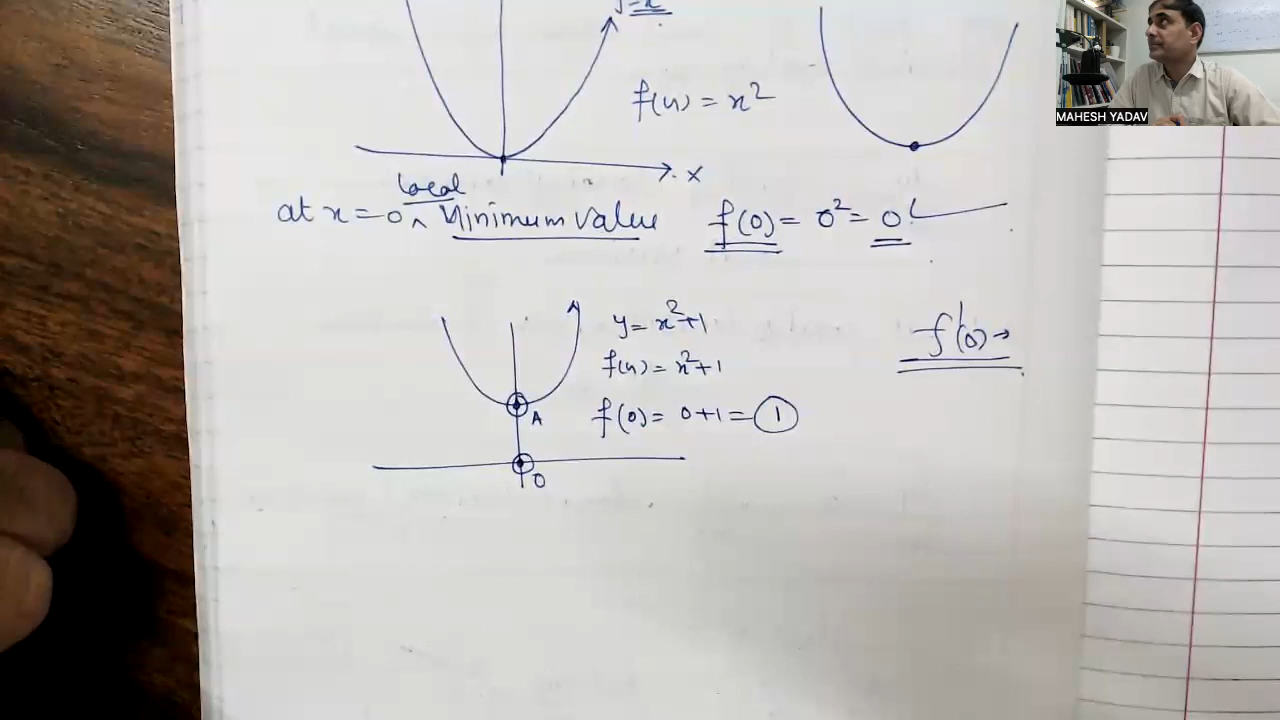 f(x) = x²
x
local
at x = 0 ^ Minimum value f(0) = 0² = 0
y = x²+1
f(x) = x²+1
f'(0) →
A
f(0) = 0+1 = 1
O
MAHESH YADAV